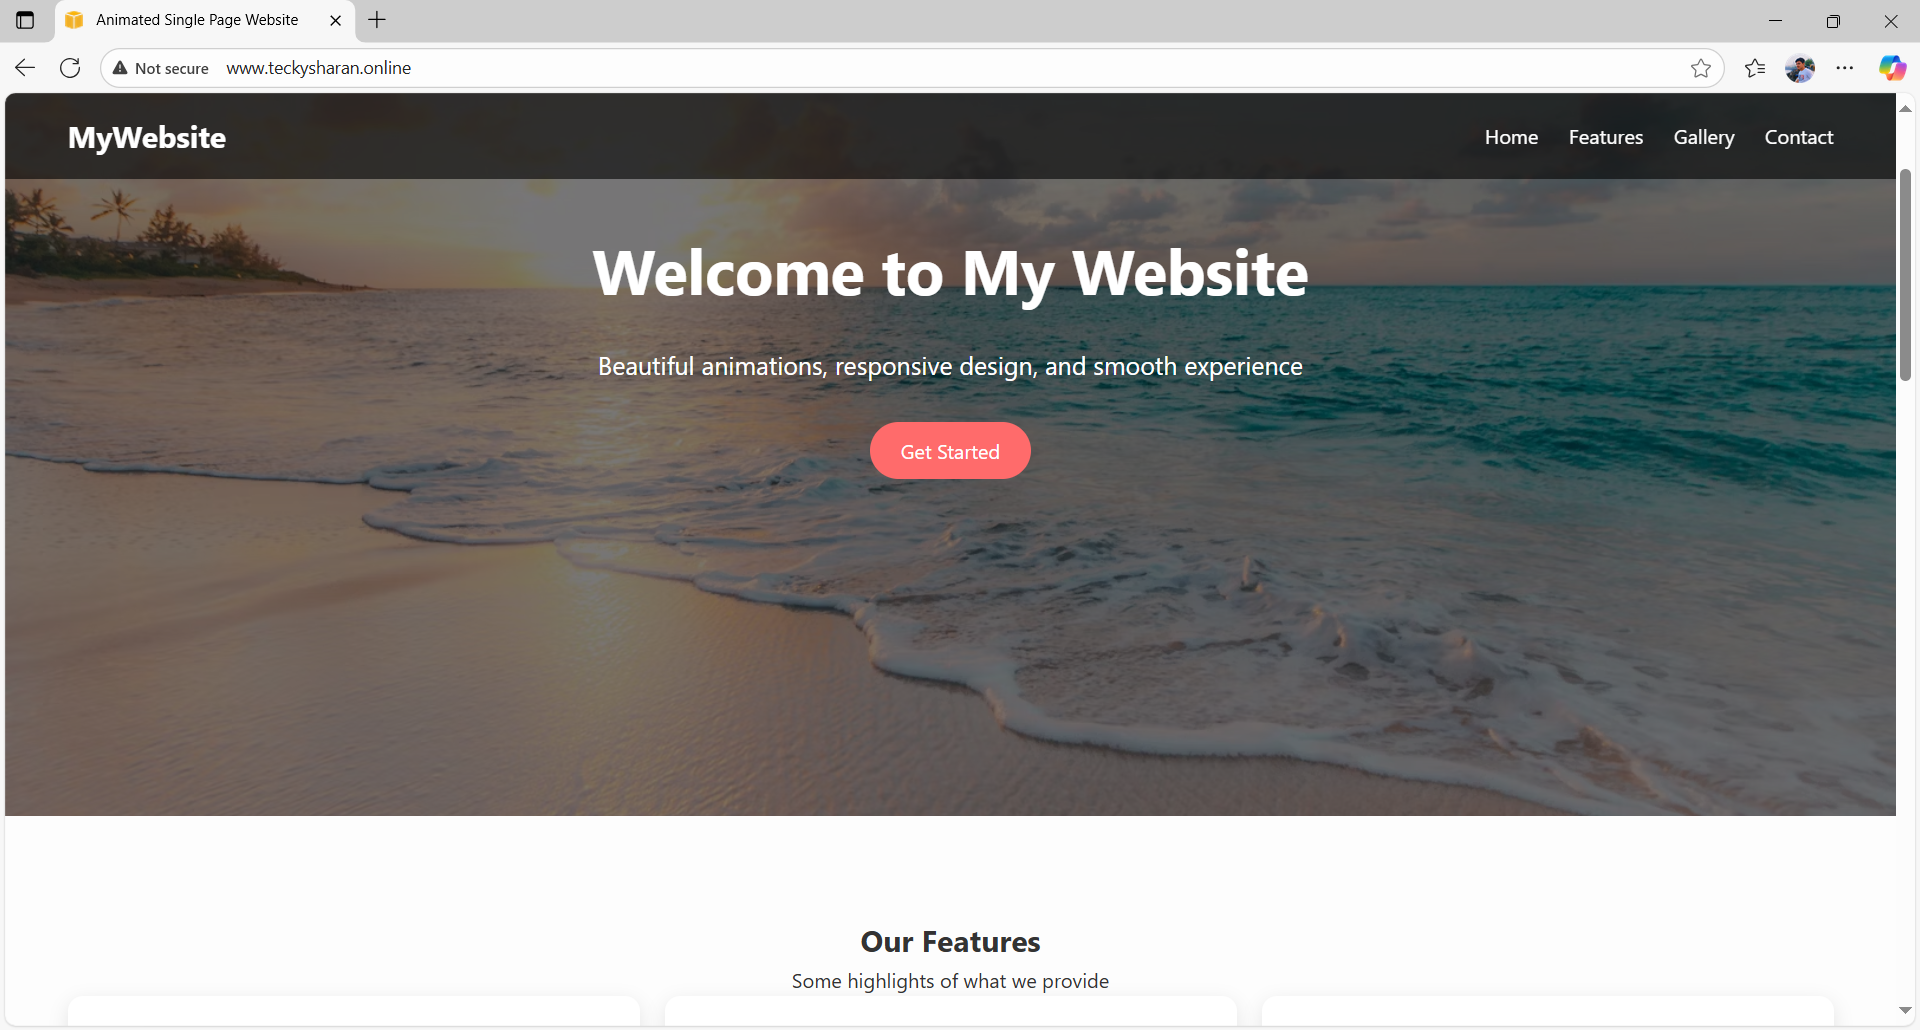 Animated Single Page Website
Not secure www.teckysharan.online
MyWebsite
Home Features Gallery Contact
Welcome to My Website
Beautiful animations, responsive design, and smooth experience
Get Started
Our Features
Some highlights of what we provide